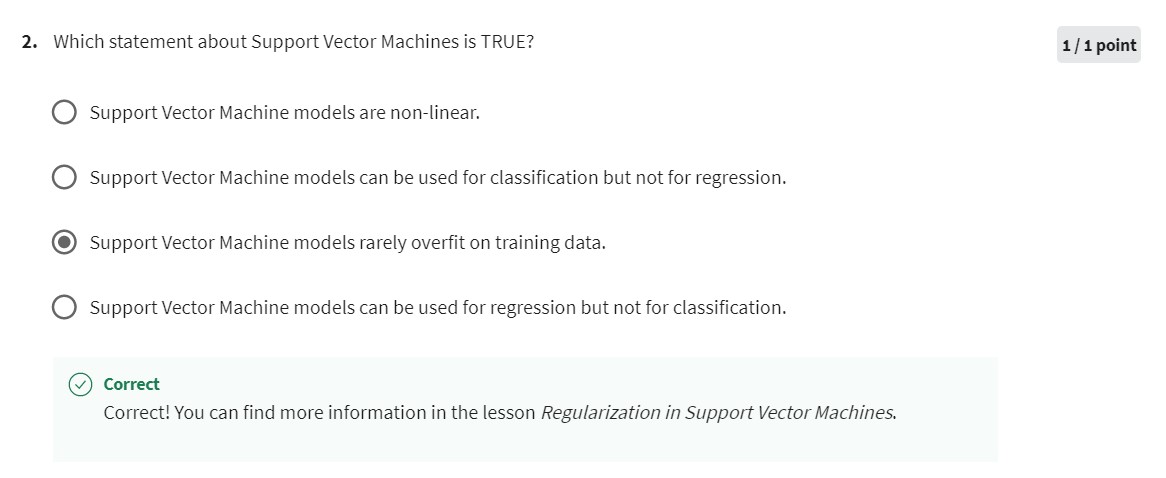 2. Which statement about Support Vector Machines is TRUE?
1 / 1 point
Support Vector Machine models are non-linear.
Support Vector Machine models can be used for classification but not for regression.
Support Vector Machine models rarely overfit on training data.
Support Vector Machine models can be used for regression but not for classification.
Correct
Correct! You can find more information in the lesson Regularization in Support Vector Machines.